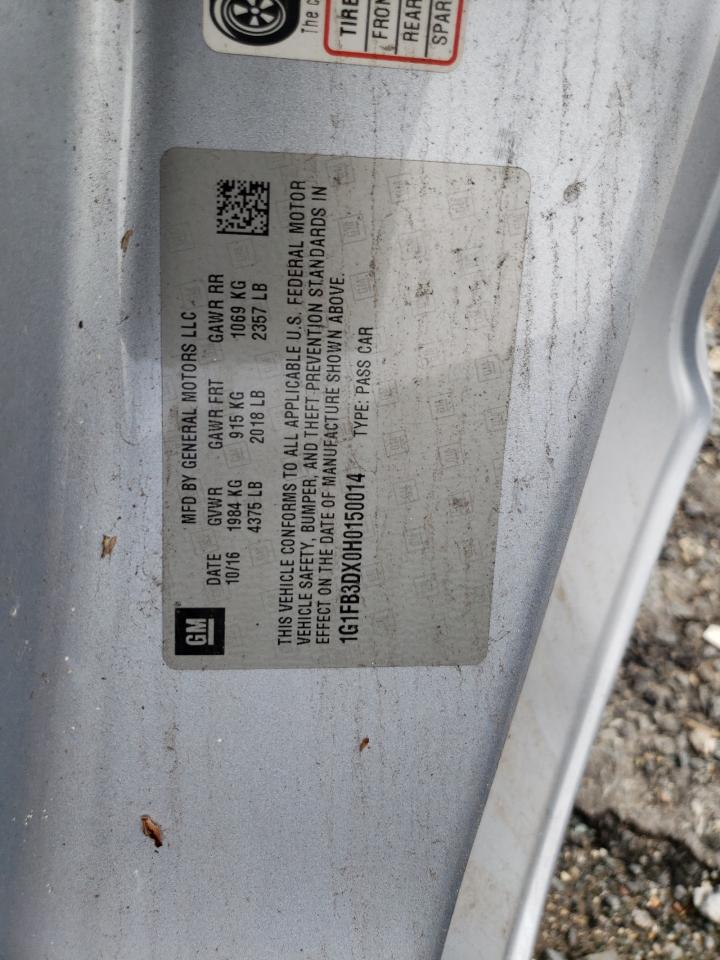 The
TIRE
FRON
REAR
SPAR
MFD BY GENERAL MOTORS LLC
DATE GVWR GAWR FRT GAWR RR
10/16 1984 KG 915 KG 1069 KG
4375 LB 2018 LB 2357 LB
GM
THIS VEHICLE CONFORMS TO ALL APPLICABLE U.S. FEDERAL MOTOR
VEHICLE SAFETY, BUMPER, AND THEFT PREVENTION STANDARDS IN
EFFECT ON THE DATE OF MANUFACTURE SHOWN ABOVE.
1G1FB3DX0H0150014 TYPE: PASS CAR